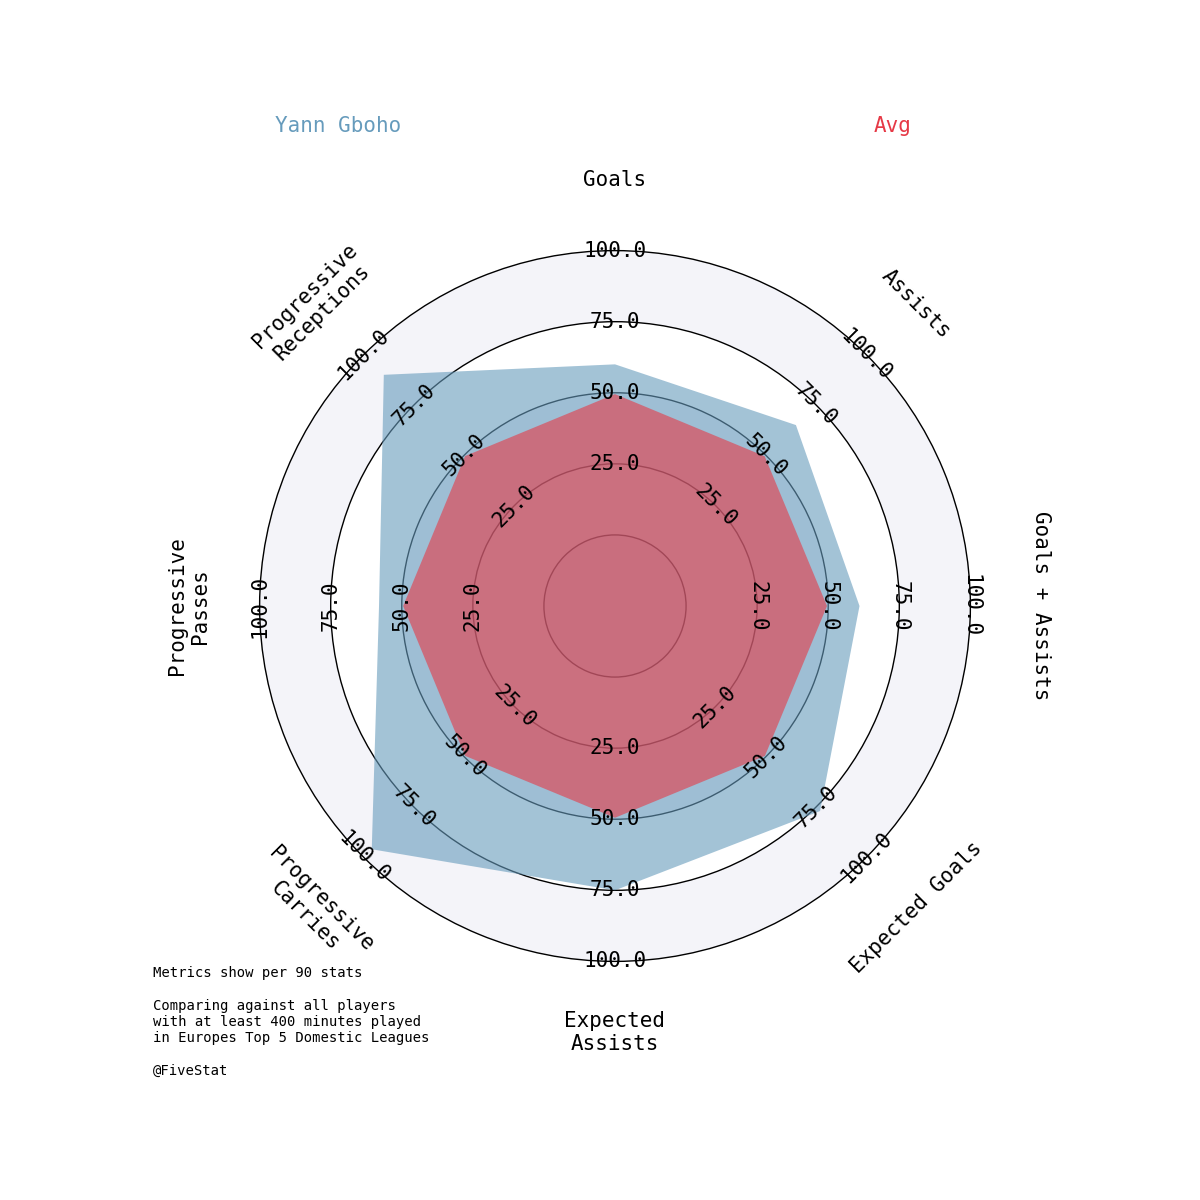 Yann Gboho
Avg
Goals
Assists
Goals + Assists
Expected Goals
Expected
Assists
Progressive
Carries
Progressive
Passes
Progressive
Receptions
25.0
50.0
75.0
100.0
25.0
50.0
75.0
100.0
25.0
50.0
75.0
100.0
25.0
50.0
75.0
100.0
25.0
50.0
75.0
100.0
25.0
50.0
75.0
100.0
25.0
50.0
75.0
100.0
25.0
50.0
75.0
100.0
Metrics show per 90 stats
Comparing against all players
with at least 400 minutes played
in Europes Top 5 Domestic Leagues
@FiveStat